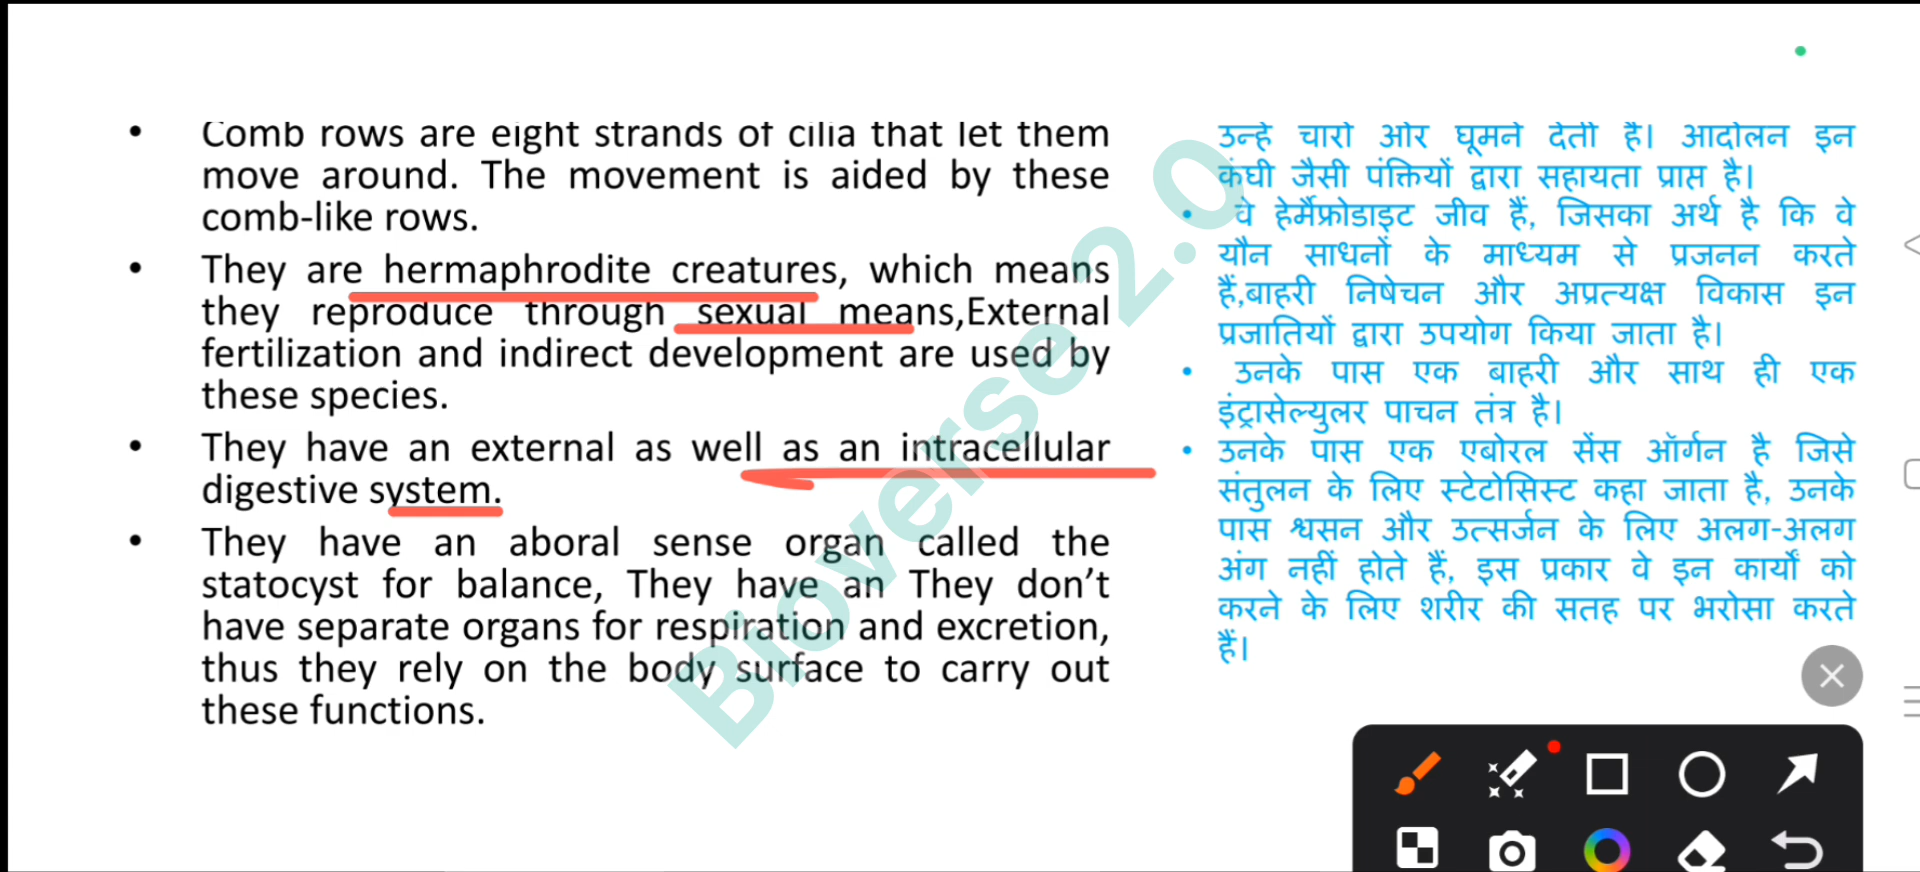 Comb rows are eight strands of cilia that let them
move around. The movement is aided by these
comb-like rows.
They are hermaphrodite creatures, which means
they reproduce through sexual means,External
fertilization and indirect development are used by
these species.
They have an external as well as an intracellular
digestive system.
They have an aboral sense organ called the
statocyst for balance, They have an They don’t
have separate organs for respiration and excretion,
thus they rely on the body surface to carry out
these functions.
उन्हें चारों ओर घूमने देती हैं। आंदोलन इन
कंघी जैसी पंक्तियों द्वारा सहायता प्राप्त है।
वे हेर्मैफ्रोडाइट जीव हैं, जिसका अर्थ है कि वे
यौन साधनों के माध्यम से प्रजनन करते
हैं,बाहरी निषेचन और अप्रत्यक्ष विकास इन
प्रजातियों द्वारा उपयोग किया जाता है।
उनके पास एक बाहरी और साथ ही एक
इंट्रासेल्युलर पाचन तंत्र है।
उनके पास एक एबोरल सेंस ऑर्गन है जिसे
संतुलन के लिए स्टेटोसिस्ट कहा जाता है, उनके
पास श्वसन और उत्सर्जन के लिए अलग-अलग
अंग नहीं होते हैं, इस प्रकार वे इन कार्यों को
करने के लिए शरीर की सतह पर भरोसा करते
हैं।
Bioverse 2.0